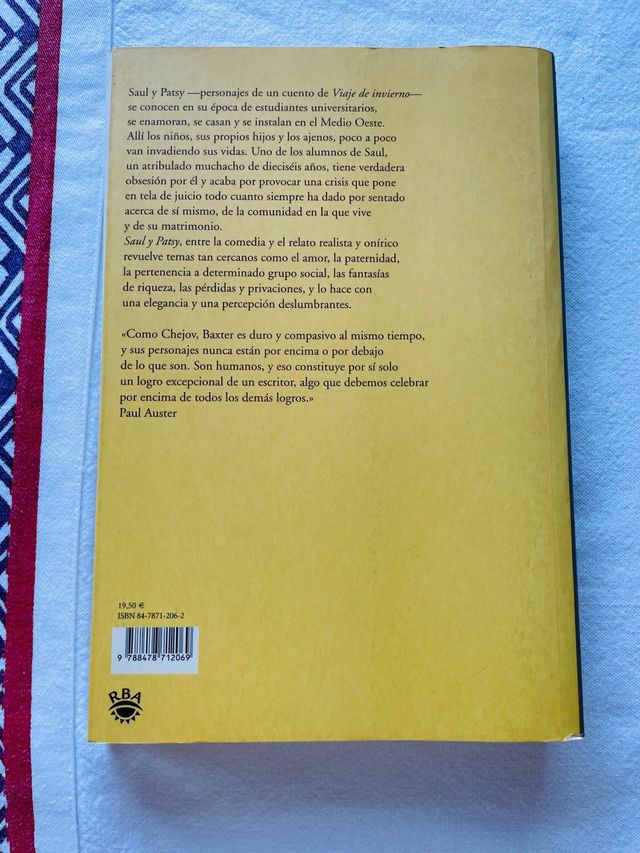 Saul y Patsy —personajes de un cuento de Viaje de invierno—
se conocen en su época de estudiantes universitarios,
se enamoran, se casan y se instalan en el Medio Oeste.
Allí los niños, sus propios hijos y los ajenos, poco a poco
van invadiendo sus vidas. Uno de los alumnos de Saul,
un atribulado muchacho de dieciséis años, tiene verdadera
obsesión por él y acaba por provocar una crisis que pone
en tela de juicio todo cuanto siempre ha dado por sentado
acerca de sí mismo, de la comunidad en la que vive
y de su matrimonio.
Saul y Patsy, entre la comedia y el relato realista y onírico
revuelve temas tan cercanos como el amor, la paternidad,
la pertenencia a determinado grupo social, las fantasías
de riqueza, las pérdidas y privaciones, y lo hace con
una elegancia y una percepción deslumbrantes.
«Como Chejov, Baxter es duro y compasivo al mismo tiempo,
y sus personajes nunca están por encima o por debajo
de lo que son. Son humanos, y eso constituye por sí solo
un logro excepcional de un escritor, algo que debemos celebrar
por encima de todos los demás logros.»
Paul Auster
19,50 €
ISBN 84-7871-206-2
9 788478 712069
RBA